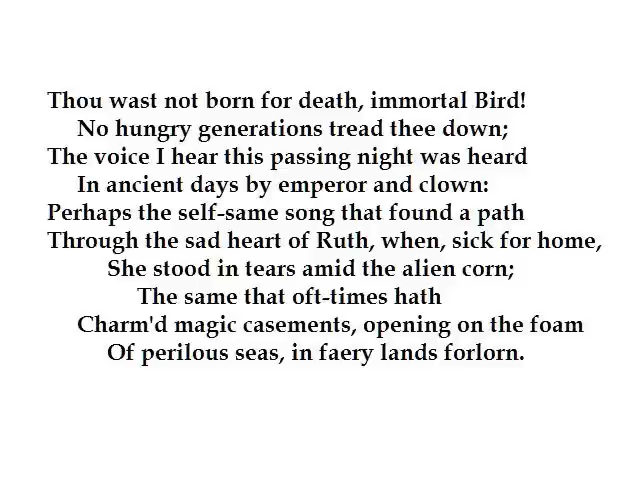 Thou wast not born for death, immortal Bird!
No hungry generations tread thee down;
The voice I hear this passing night was heard
In ancient days by emperor and clown:
Perhaps the self-same song that found a path
Through the sad heart of Ruth, when, sick for home,
She stood in tears amid the alien corn;
The same that oft-times hath
Charm'd magic casements, opening on the foam
Of perilous seas, in faery lands forlorn.